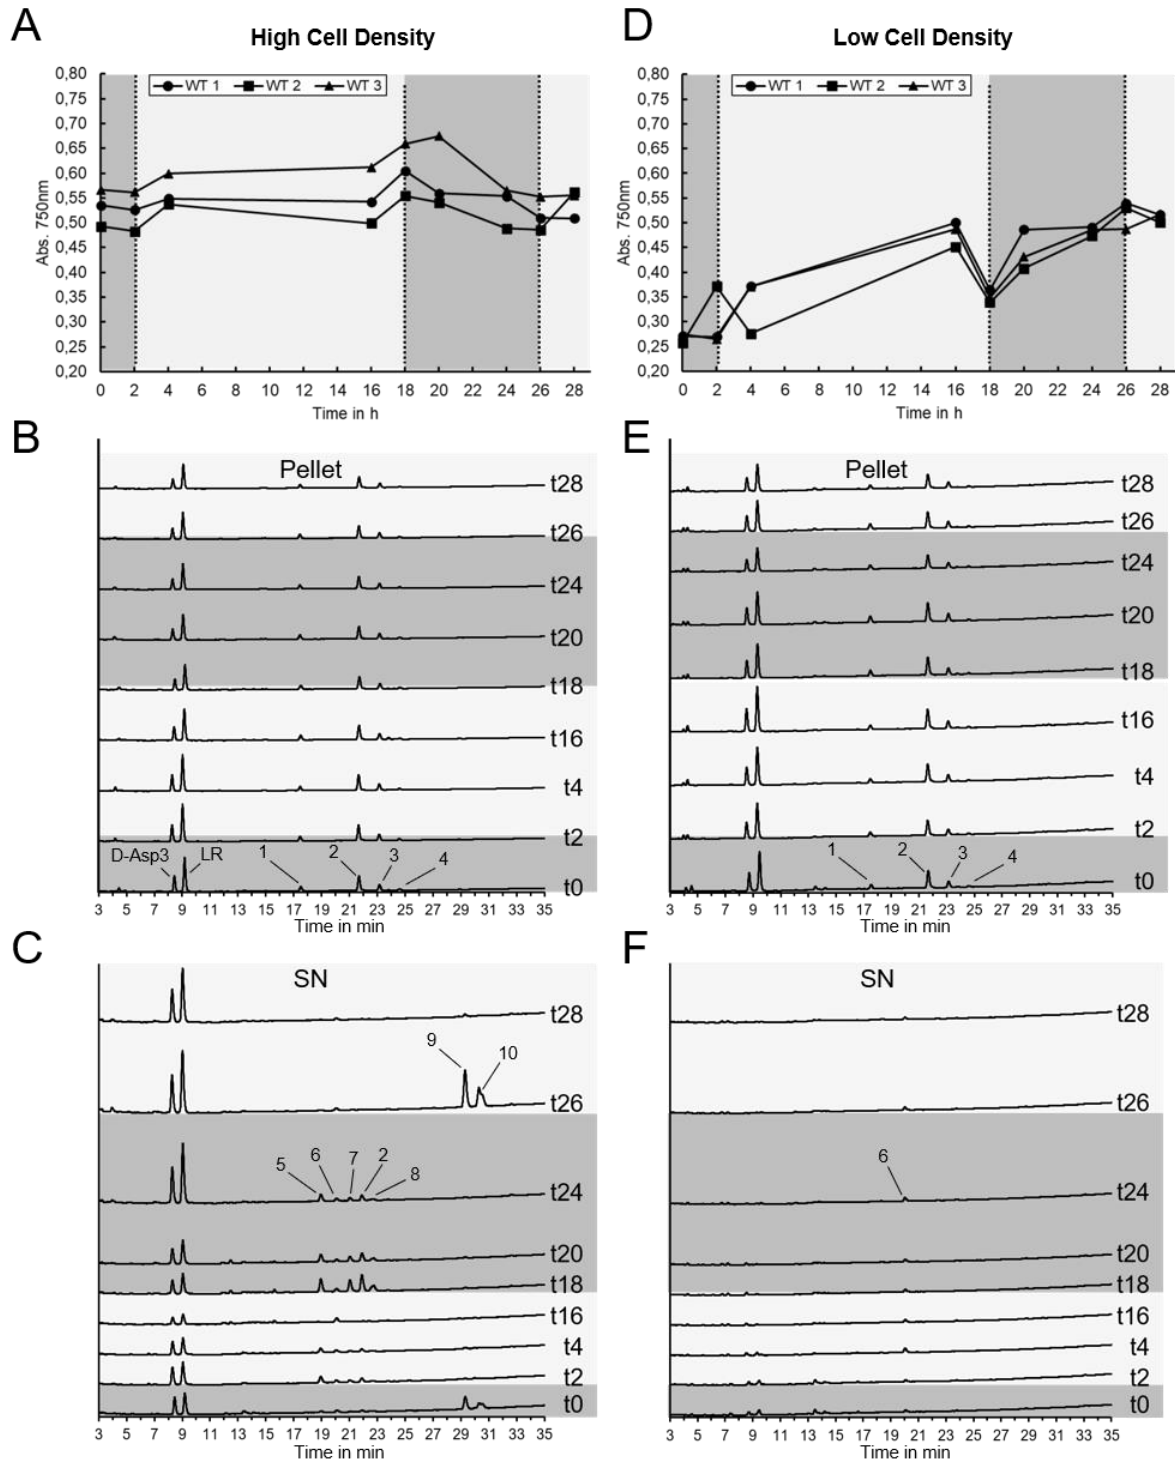 A
High Cell Density
WT 1 WT 2 WT 3
0,80
0,75
0,70
0,65
0,60
0,55
0,50
0,45
0,40
0,35
0,30
0,25
0,20
Abs. 750nm
0 2 4 6 8 10 12 14 16 18 20 22 24 26 28
Time in h
D
Low Cell Density
WT 1 WT 2 WT 3
0,80
0,75
0,70
0,65
0,60
0,55
0,50
0,45
0,40
0,35
0,30
0,25
0,20
Abs. 750nm
0 2 4 6 8 10 12 14 16 18 20 22 24 26 28
Time in h
B
Pellet
t28
t26
t24
t20
t18
t16
t4
t2
D-Asp3 LR 1 2 3 4
t0
3 5 7 9 11 13 15 17 19 21 23 25 27 29 31 33 35
Time in min
E
Pellet
t28
t26
t24
t20
t18
t16
t4
t2
1 2 3 4
t0
3 5 7 9 11 13 15 17 19 21 23 25 27 29 31 33 35
Time in min
C
SN
t28
9 10
t26
5 6 7 2 8
t24
t20
t18
t16
t4
t2
t0
3 5 7 9 11 13 15 17 19 21 23 25 27 29 31 33 35
Time in min
F
SN
t28
t26
6
t24
t20
t18
t16
t4
t2
t0
3 5 7 9 11 13 15 17 19 21 23 25 27 29 31 33 35
Time in min